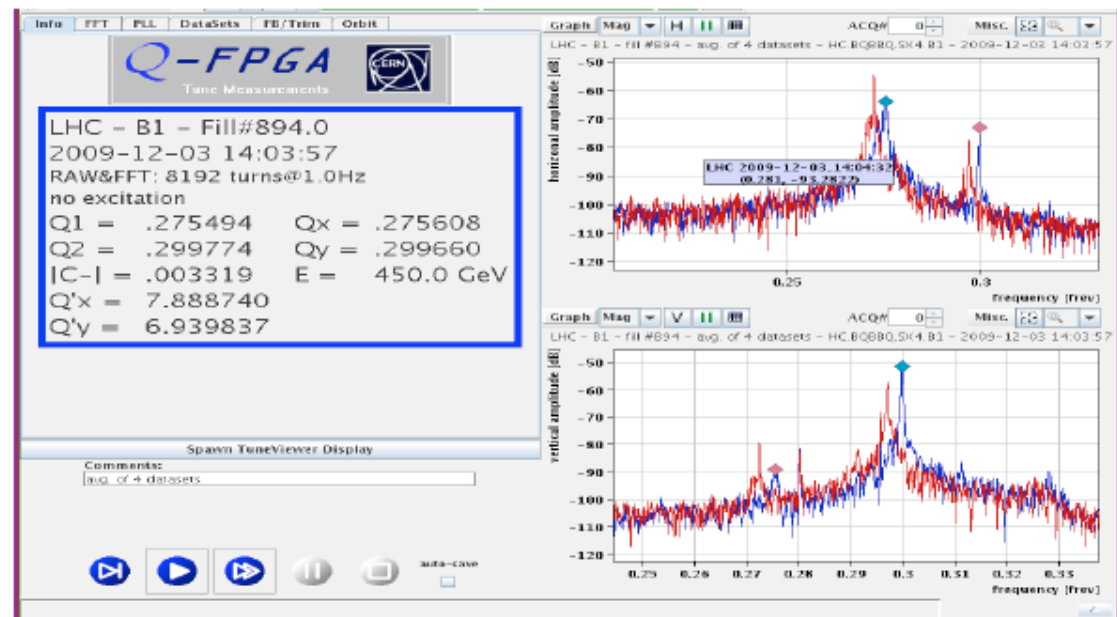 Info FFT PLL DataSets FB/Trim Orbit
Q-FPGA
Tune Measurements
CERN
LHC - B1 - Fill#894.0
2009-12-03 14:03:57
RAW&FFT: 8192 turns@1.0Hz
no excitation
Q1 = .275494 Qx = .275608
Q2 = .299774 Qy = .299660
|C-| = .003319 E = 450.0 GeV
Q'x = 7.888740
Q'y = 6.939837
Spawn TuneViewer Display
Comments:
avg. of 4 datasets
auto-save
Graph Mag H ACQ# 0 Misc.
LHC - B1 - fill #894 - avg. of 4 datasets - HC.BQBBQ.SX4.B1 - 2009-12-03 14:03:57
horizonal amplitude [dB]
-50
-60
-70
-80
-90
-100
-110
-120
LHC 2009-12-03_14:04:32
(0.281, -93.2822)
0.25 0.3
frequency [frev]
Graph Mag V ACQ# 0 Misc.
LHC - B1 - fill #894 - avg. of 4 datasets - HC.BQBBQ.SX4.B1 - 2009-12-03 14:03:57
vertical amplitude [dB]
-50
-60
-70
-80
-90
-100
-110
-120
0.25 0.26 0.27 0.28 0.29 0.3 0.31 0.32 0.33
frequency [frev]